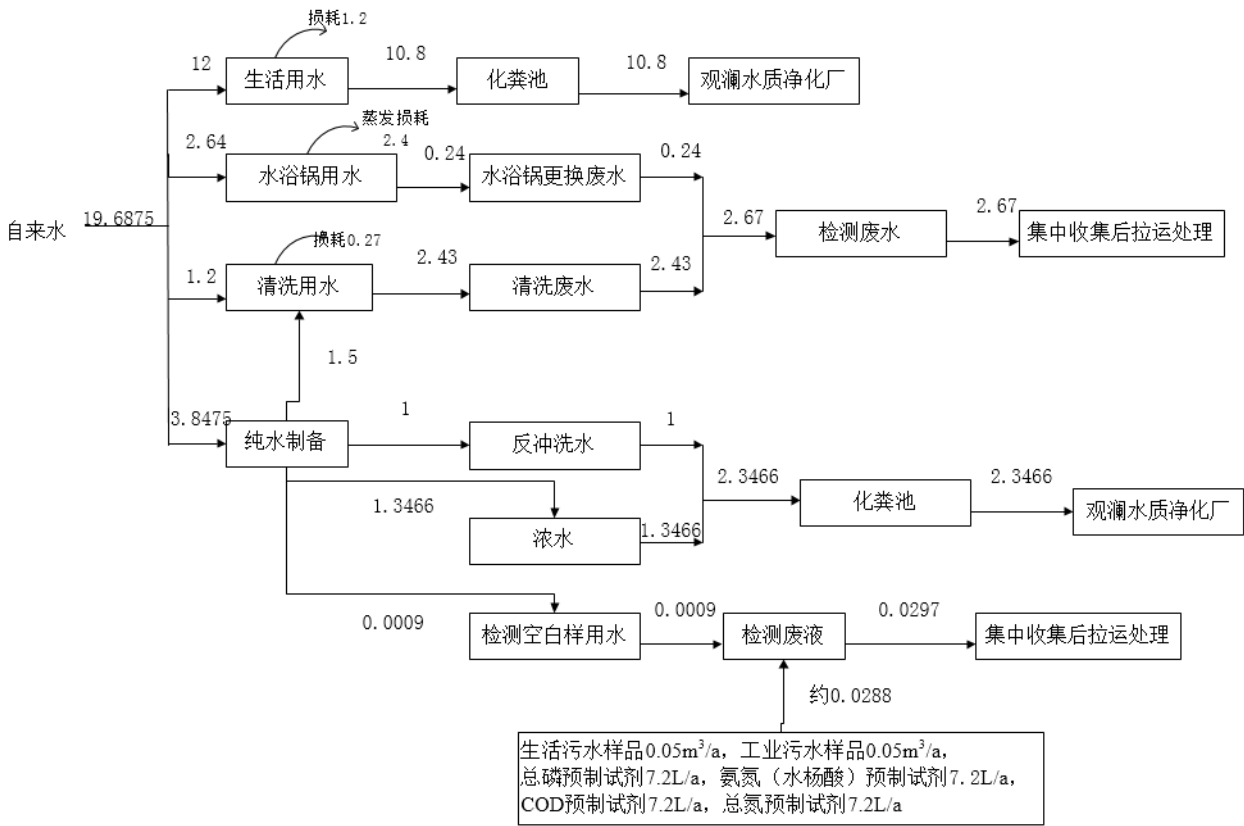 损耗1.2
12
生活用水
10.8
化粪池
10.8
观澜水质净化厂
蒸发损耗
2.4
2.64
水浴锅用水
0.24
水浴锅更换废水
0.24
自来水
19.6875
2.67
检测废水
2.67
集中收集后拉运处理
损耗0.27
1.2
清洗用水
2.43
清洗废水
2.43
1.5
3.8475
纯水制备
1
反冲洗水
1
2.3466
化粪池
2.3466
观澜水质净化厂
1.3466
浓水
1.3466
0.0009
检测空白样用水
0.0009
检测废液
0.0297
集中收集后拉运处理
约0.0288
生活污水样品0.05m³/a，工业污水样品0.05m³/a，
总磷预制试剂7.2L/a，氨氮（水杨酸）预制试剂7.2L/a，
COD预制试剂7.2L/a，总氮预制试剂7.2L/a